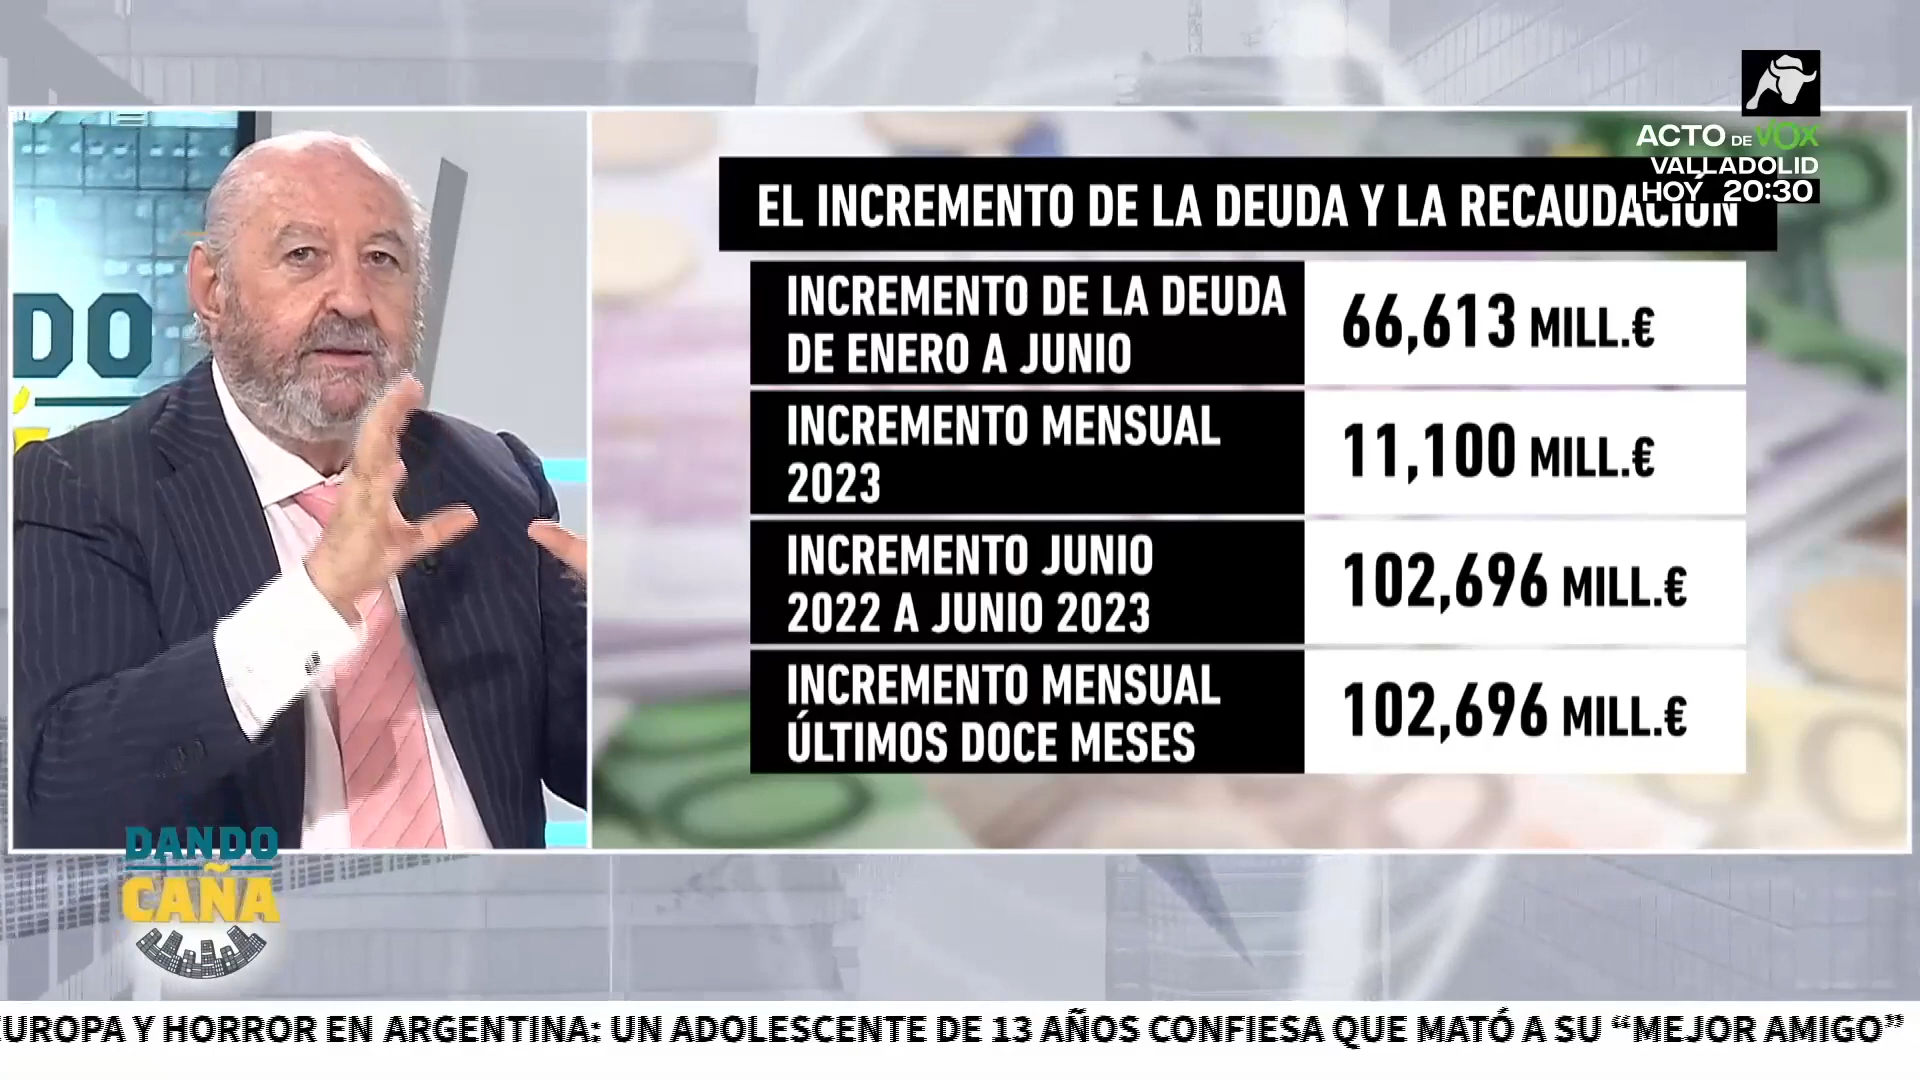 ACTO DE VOX
VALLADOLID
HOY 20:30
EL INCREMENTO DE LA DEUDA Y LA RECAUDACIÓN
INCREMENTO DE LA DEUDA
DE ENERO A JUNIO
66,613 MILL.€
INCREMENTO MENSUAL
2023
11,100 MILL.€
INCREMENTO JUNIO
2022 A JUNIO 2023
102,696 MILL.€
INCREMENTO MENSUAL
ÚLTIMOS DOCE MESES
102,696 MILL.€
DO
DANDO
CAÑA
EUROPA Y HORROR EN ARGENTINA: UN ADOLESCENTE DE 13 AÑOS CONFIESA QUE MATÓ A SU “MEJOR AMIGO”